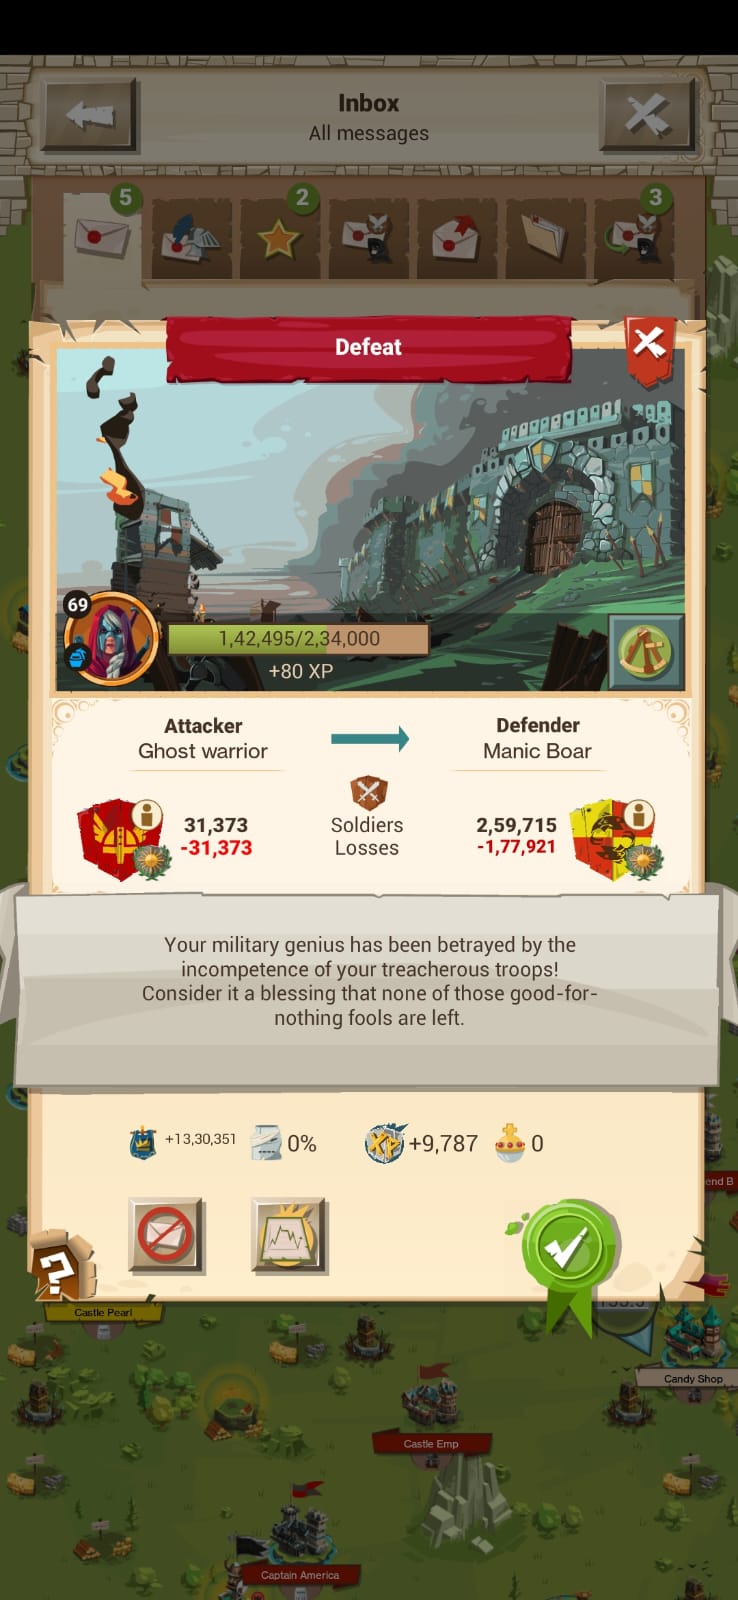 Inbox
All messages
5
2
3
Defeat
69
1,42,495/2,34,000
+80 XP
Attacker
Ghost warrior
Defender
Manic Boar
31,373
-31,373
Soldiers
Losses
2,59,715
-1,77,921
Your military genius has been betrayed by the
incompetence of your treacherous troops!
Consider it a blessing that none of those good-for-
nothing fools are left.
+13,30,351
0%
XP
+9,787
0
end B
?
Castle Pearl
Candy Shop
Castle Emp
Captain America